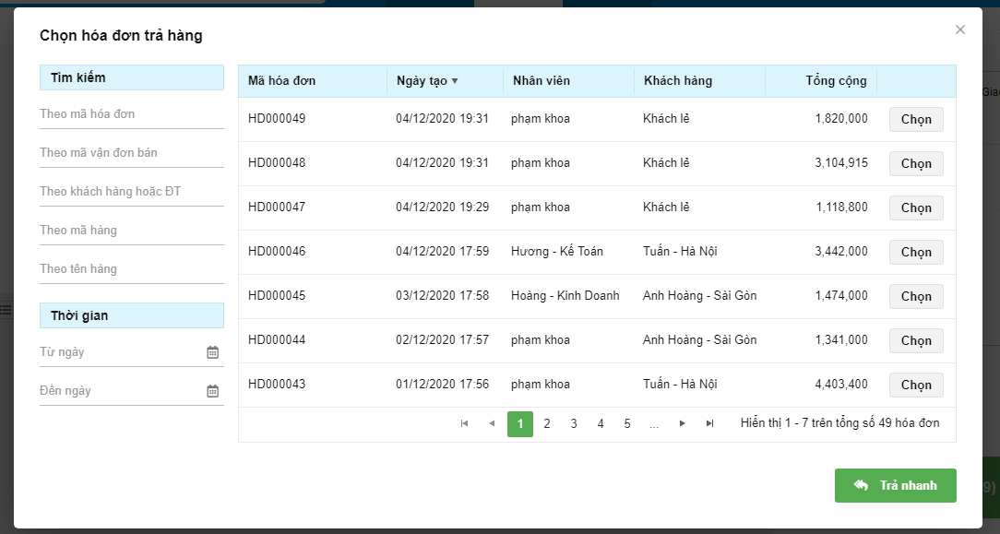 Chọn hóa đơn trả hàng
Tìm kiếm
Theo mã hóa đơn
Theo mã vận đơn bán
Theo khách hàng hoặc ĐT
Theo mã hàng
Theo tên hàng
Thời gian
Từ ngày
Đến ngày
Mã hóa đơn Ngày tạo Nhân viên Khách hàng Tổng cộng
HD000049 04/12/2020 19:31 phạm khoa Khách lẻ 1,820,000 Chọn
HD000048 04/12/2020 19:31 phạm khoa Khách lẻ 3,104,915 Chọn
HD000047 04/12/2020 19:29 phạm khoa Khách lẻ 1,118,800 Chọn
HD000046 04/12/2020 17:59 Hương - Kế Toán Tuấn - Hà Nội 3,442,000 Chọn
HD000045 03/12/2020 17:58 Hoàng - Kinh Doanh Anh Hoàng - Sài Gòn 1,474,000 Chọn
HD000044 02/12/2020 17:57 phạm khoa Anh Hoàng - Sài Gòn 1,341,000 Chọn
HD000043 01/12/2020 17:56 phạm khoa Tuấn - Hà Nội 4,403,400 Chọn
1 2 3 4 5 ... Hiển thị 1 - 7 trên tổng số 49 hóa đơn
Trả nhanh
9)